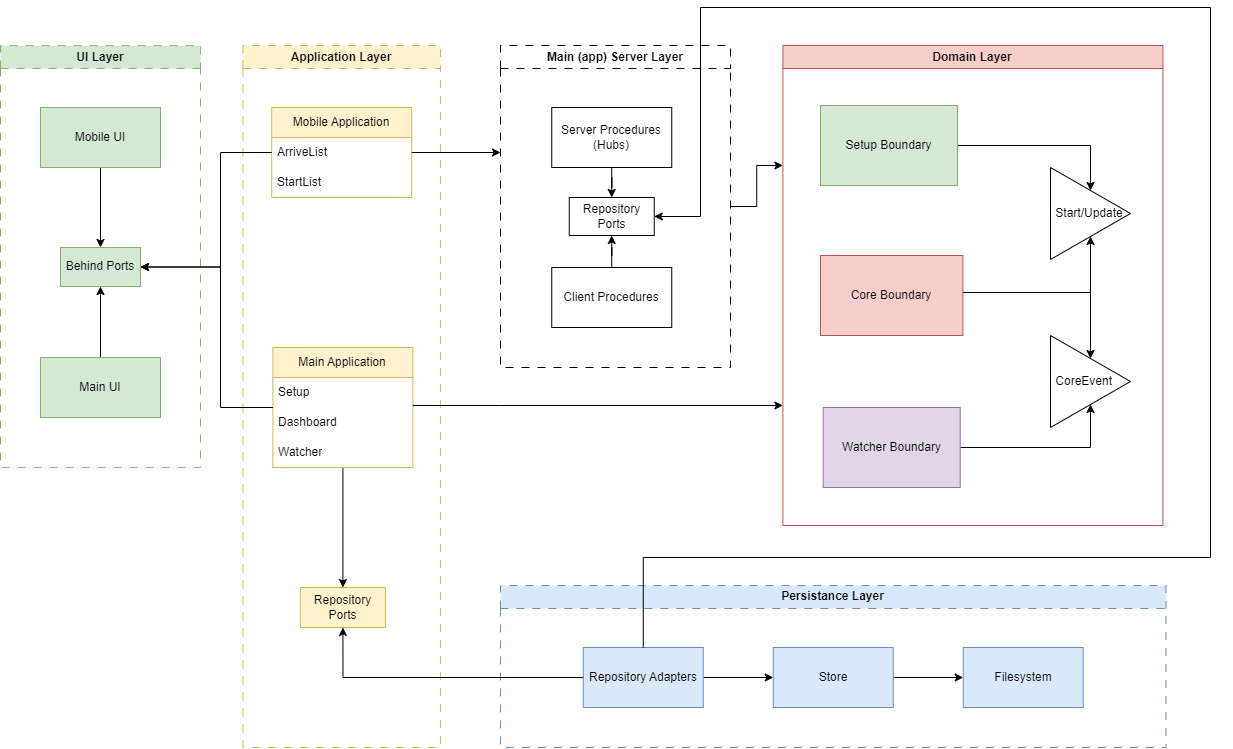 UI Layer
Mobile UI
Behind Ports
Main UI
Application Layer
Mobile Application
ArriveList
StartList
Main Application
Setup
Dashboard
Watcher
Repository
Ports
Main (app) Server Layer
Server Procedures
(Hubs)
Repository
Ports
Client Procedures
Domain Layer
Setup Boundary
Start/Update
Core Boundary
CoreEvent
Watcher Boundary
Persistance Layer
Repository Adapters
Store
Filesystem